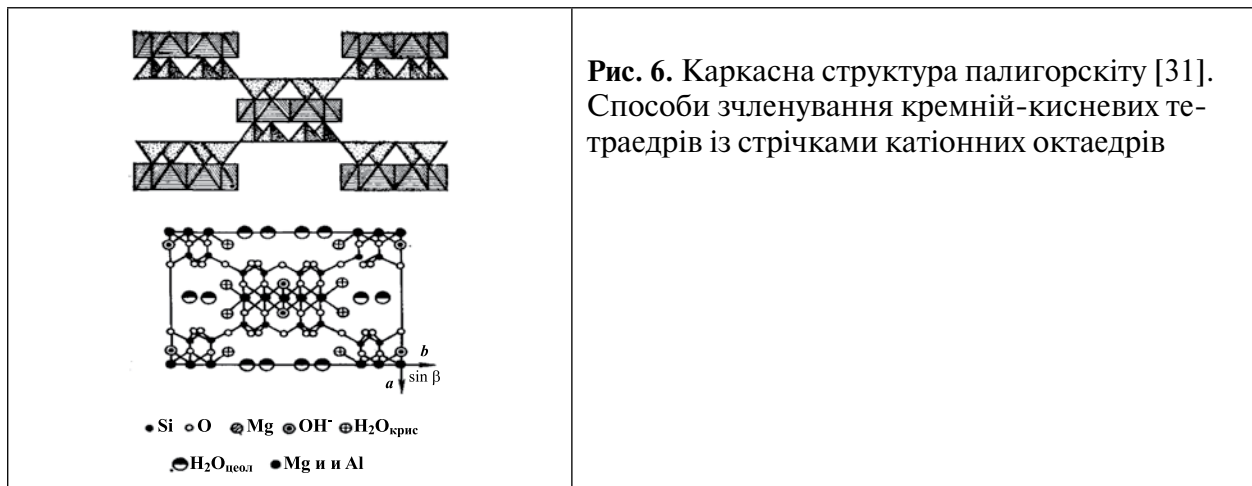 Рис. 6. Каркасна структура палигорскіту [31].
Способи зчленування кремній-кисневих те-
траедрів із стрічками катіонних октаедрів
b
a sin β
Si O Mg OH⁻ H₂Oкрис
H₂Oцеол Mg и и Al